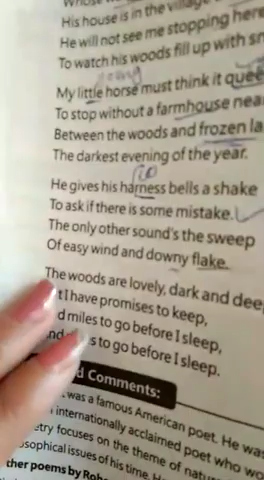 Whose
His house is in the village
He will not see me stopping here
To watch his woods fill up with sn
young
My little horse must think it quee
To stop without a farmhouse nea
Between the woods and frozen la
The darkest evening of the year.
He gives his harness bells a shake
To ask if there is some mistake.
The only other sound's the sweep
Of easy wind and downy flake.
The woods are lovely, dark and dee
t I have promises to keep,
d miles to go before I sleep,
nd s to go before I sleep.
d Comments:
was a famous American poet. He was
internationally acclaimed poet who wo
etry focuses on the theme of natu
osophical issues of his time. H
ther poems by Robe